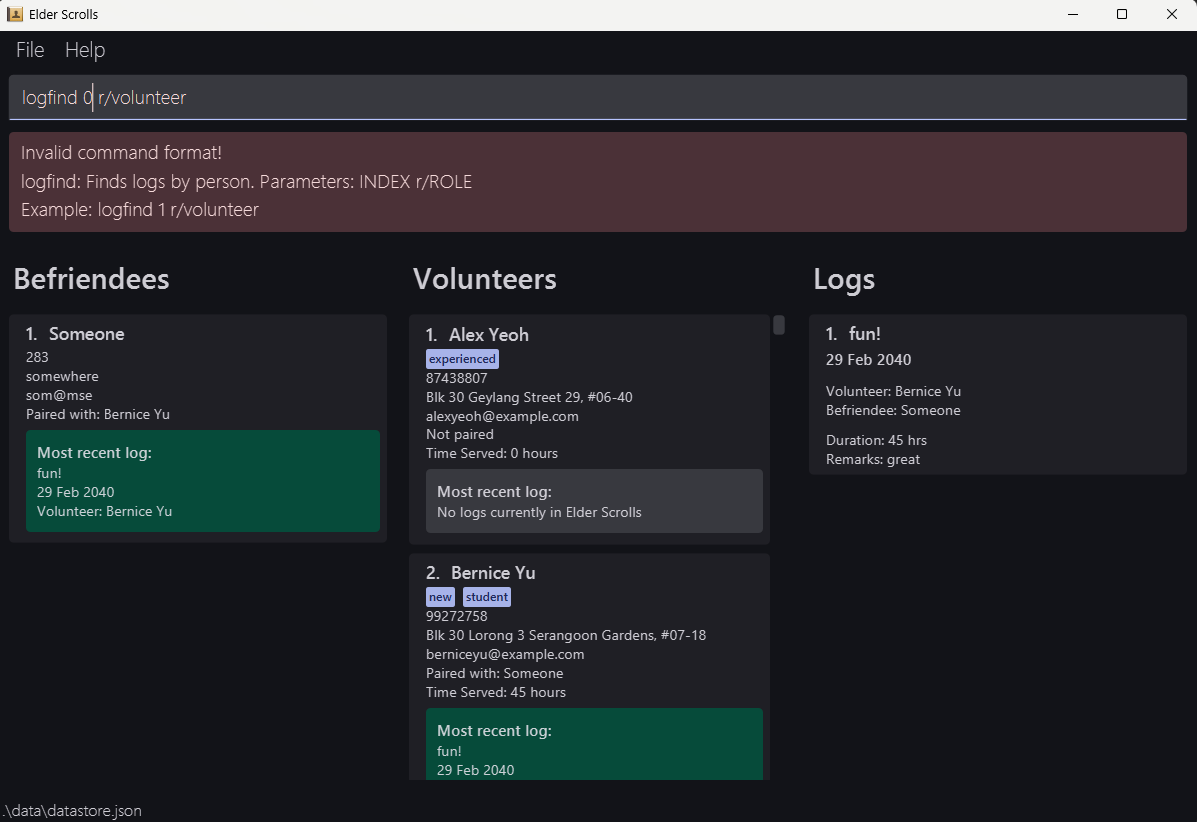 Elder Scrolls
File Help
logfind 0 r/volunteer
Invalid command format!
logfind: Finds logs by person. Parameters: INDEX r/ROLE
Example: logfind 1 r/volunteer
Befriendees
1. Someone
283
somewhere
som@mse
Paired with: Bernice Yu
Most recent log:
fun!
29 Feb 2040
Volunteer: Bernice Yu
Volunteers
1. Alex Yeoh
experienced
87438807
Blk 30 Geylang Street 29, #06-40
alexyeoh@example.com
Not paired
Time Served: 0 hours
Most recent log:
No logs currently in Elder Scrolls
2. Bernice Yu
new student
99272758
Blk 30 Lorong 3 Serangoon Gardens, #07-18
berniceyu@example.com
Paired with: Someone
Time Served: 45 hours
Most recent log:
fun!
29 Feb 2040
Logs
1. fun!
29 Feb 2040
Volunteer: Bernice Yu
Befriendee: Someone
Duration: 45 hrs
Remarks: great
.\data\datastore.json